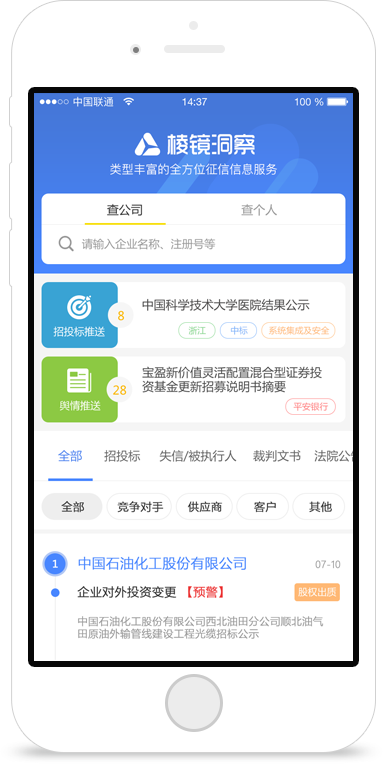 中国联通 14:37 100 %
棱镜洞察
类型丰富的全方位征信信息服务
查公司 查个人
请输入企业名称、注册号等
招投标推送 8
中国科学技术大学医院结果公示
浙江 中标 系统集成及安全
舆情推送 28
宝盈新价值灵活配置混合型证券投
资基金更新招募说明书摘要
平安银行
全部 招投标 失信/被执行人 裁判文书 法院公告
全部 竞争对手 供应商 客户 其他
1 中国石油化工股份有限公司 07-10
企业对外投资变更 【预警】 股权出质
中国石油化工股份有限公司西北油田分公司顺北油气
田原油外输管线建设工程光缆招标公示